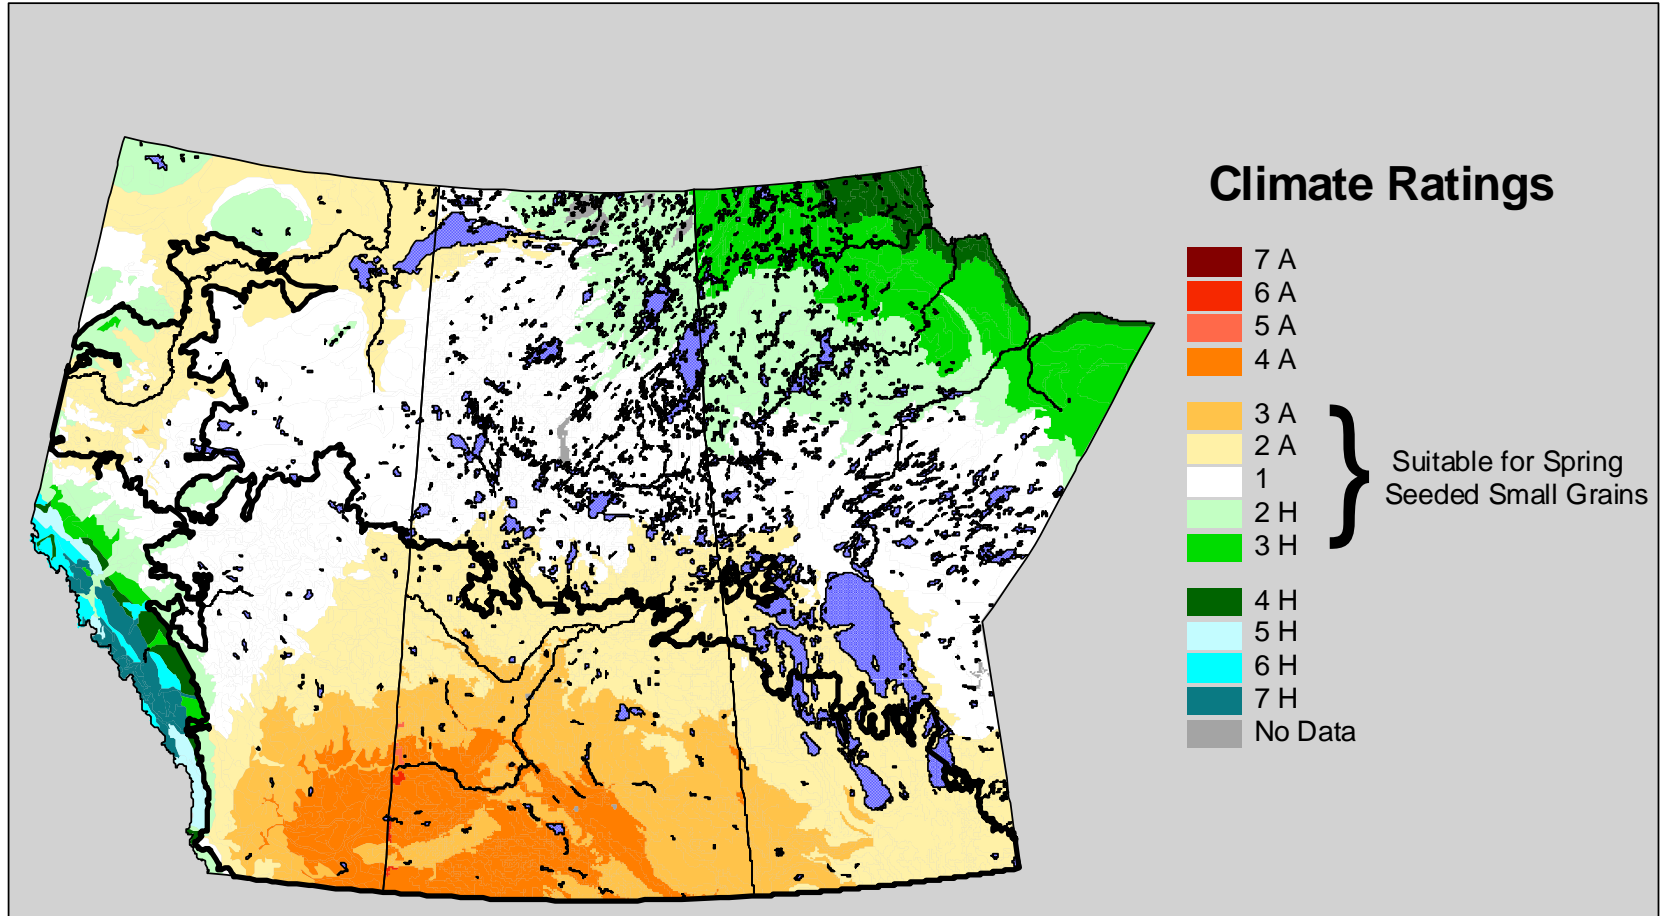 Climate Ratings
7 A
6 A
5 A
4 A
3 A
2 A
1
2 H
3 H
Suitable for Spring
Seeded Small Grains
4 H
5 H
6 H
7 H
No Data